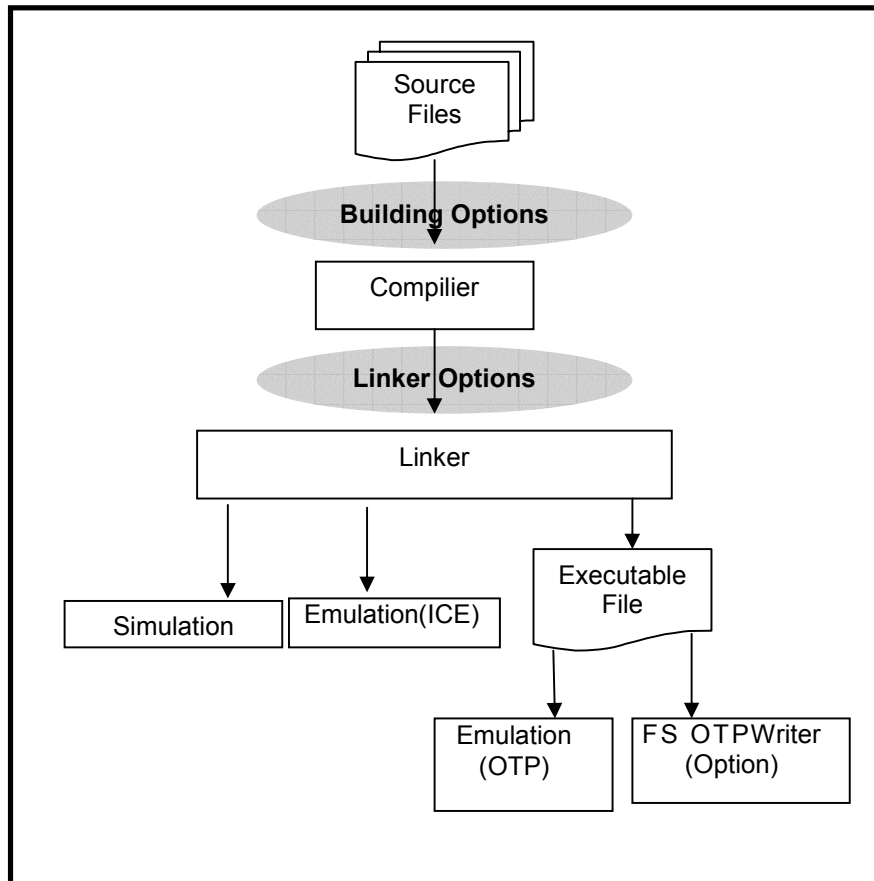 Source
Files
Building Options
Compilier
Linker Options
Linker
Executable
File
Simulation
Emulation(ICE)
Emulation
(OTP)
FS OTPWriter
(Option)